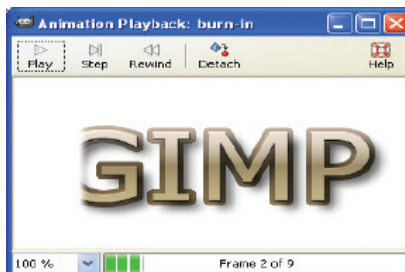 Animation Playback: burn-in
Play Step Rewind Detach Help
GIMP
100 % Frame 2 of 9